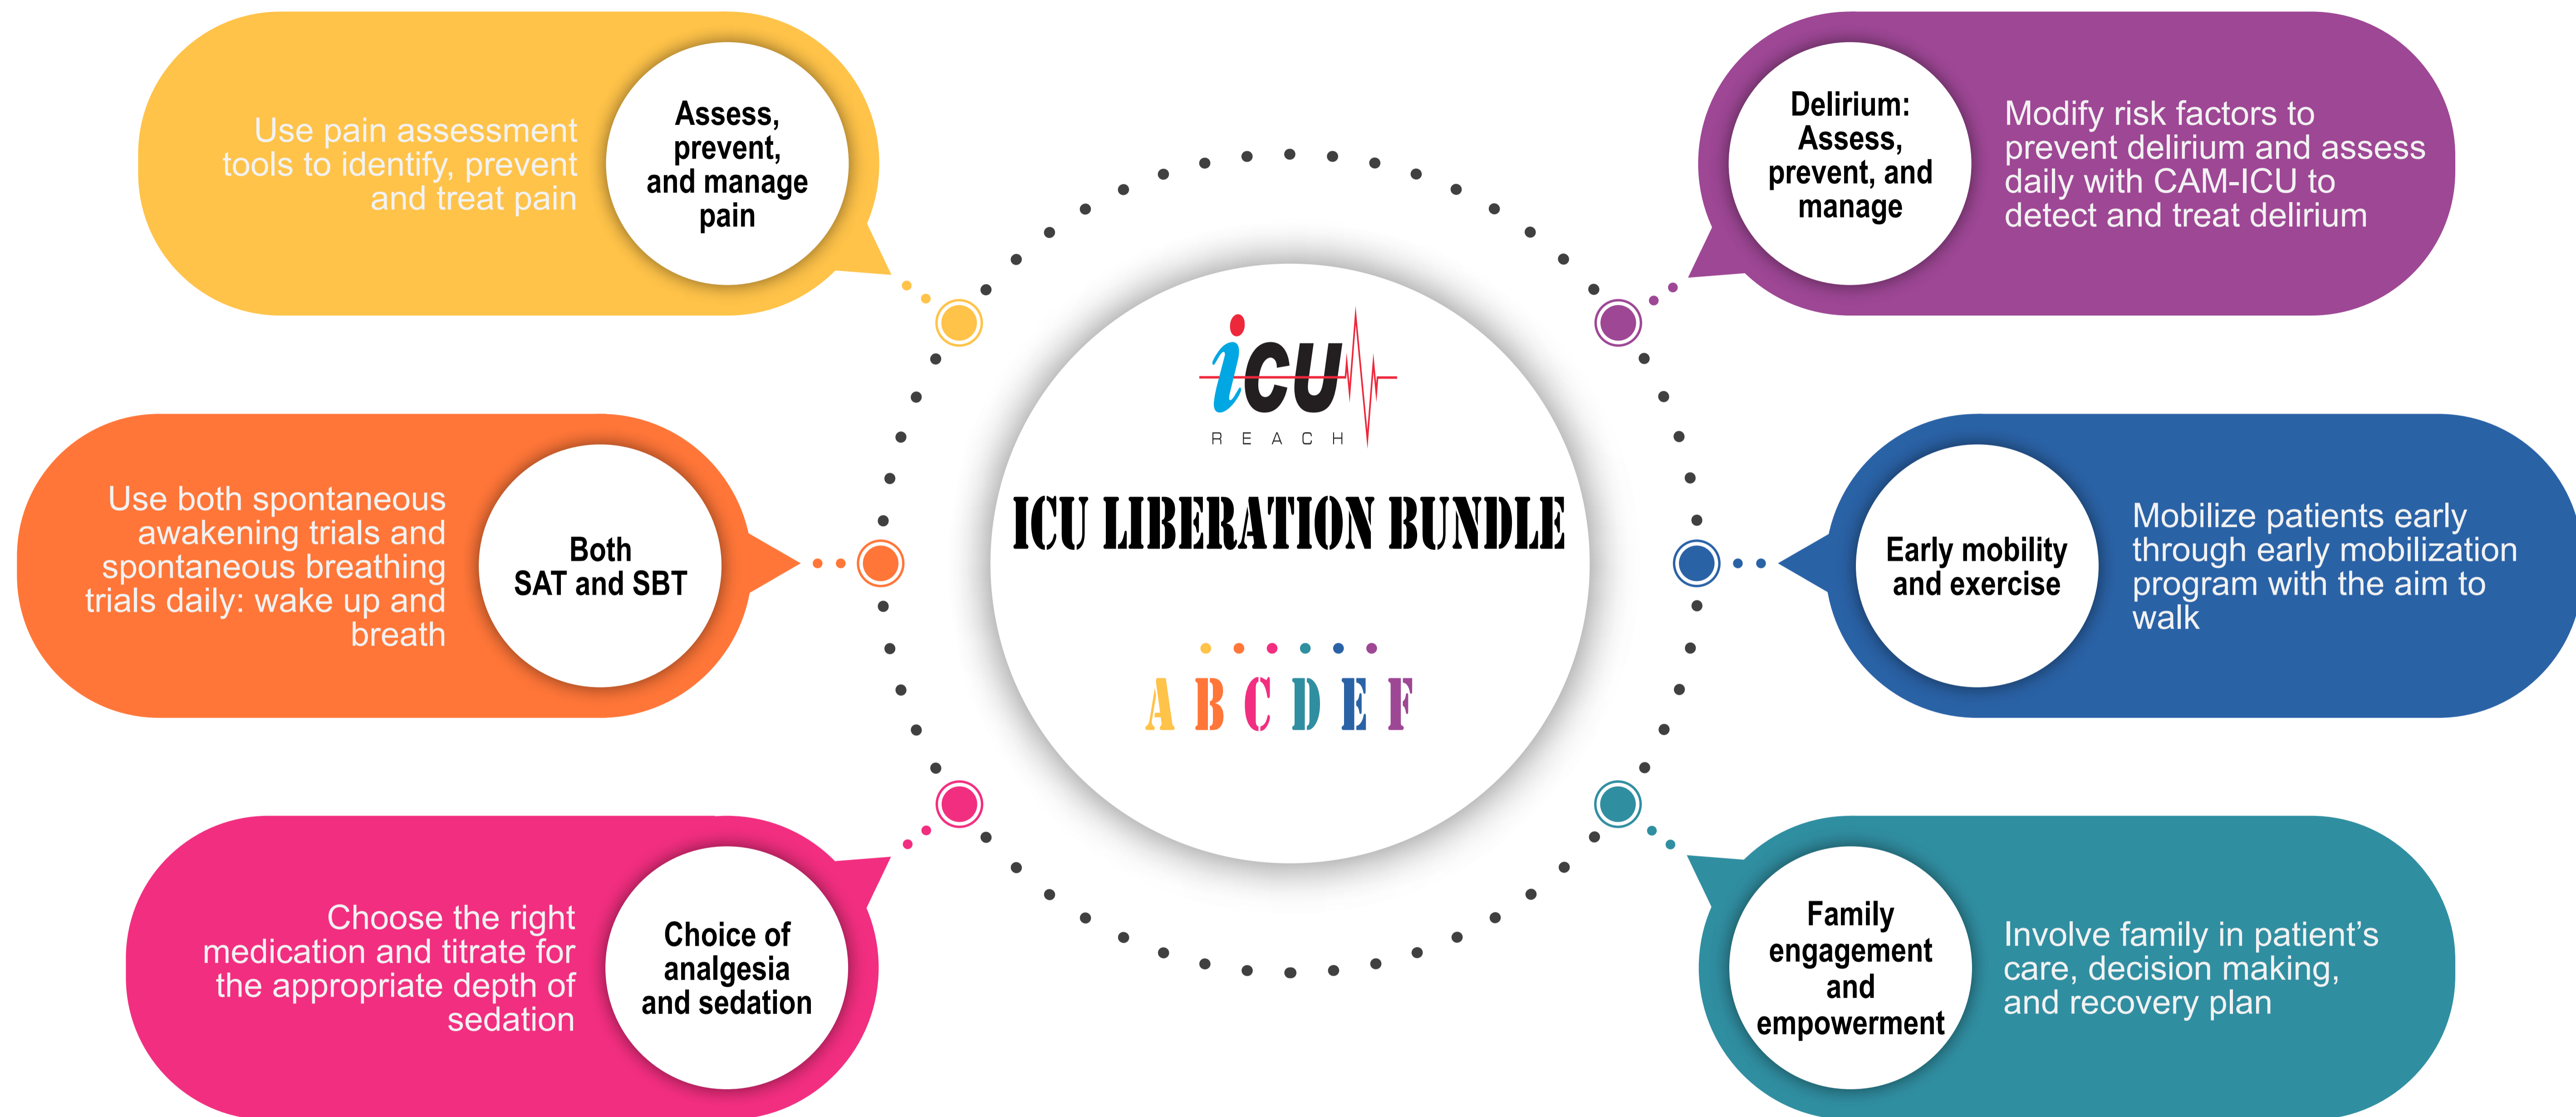 Use pain assessment
tools to identify, prevent
and treat pain
Assess,
prevent,
and manage
pain
Use both spontaneous
awakening trials and
spontaneous breathing
trials daily: wake up and
breath
Both
SAT and SBT
Choose the right
medication and titrate for
the appropriate depth of
sedation
Choice of
analgesia
and sedation
icu
REACH
ICU LIBERATION BUNDLE
A B C D E F
Delirium:
Assess,
prevent, and
manage
Modify risk factors to
prevent delirium and assess
daily with CAM-ICU to
detect and treat delirium
Early mobility
and exercise
Mobilize patients early
through early mobilization
program with the aim to
walk
Family
engagement
and
empowerment
Involve family in patient’s
care, decision making,
and recovery plan